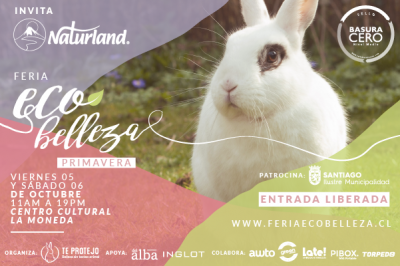 INVITA
Naturland®
FERIA
eco
belleza
PRIMAVERA
VIERNES 05
Y SÁBADO 06
DE OCTUBRE
11AM A 19PM
CENTRO CULTURAL
LA MONEDA
SELLO
BASURA
CERO
PATROCINA:
SANTIAGO
Ilustre Municipalidad
ENTRADA LIBERADA
WWW.FERIAECOBELLEZA.CL
ORGANIZA.
TE PROTEJO
APOYA.
alba
INGLOT
COLABORA.
auto
late!
PIBOX.
TORPEDO